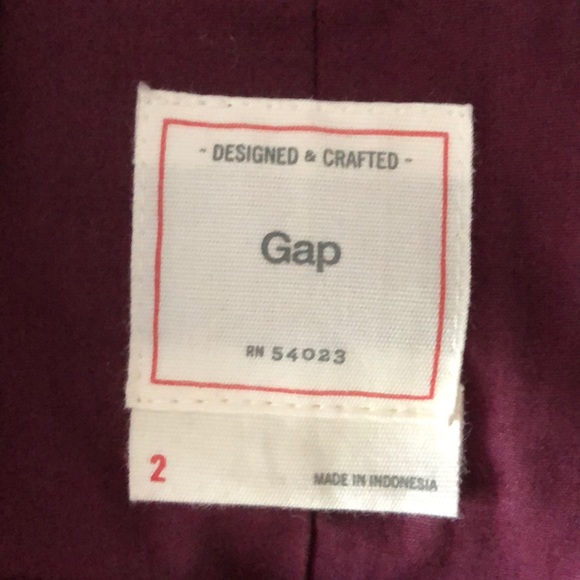 - DESIGNED & CRAFTED -
Gap
RN 54023
2
MADE IN INDONESIA